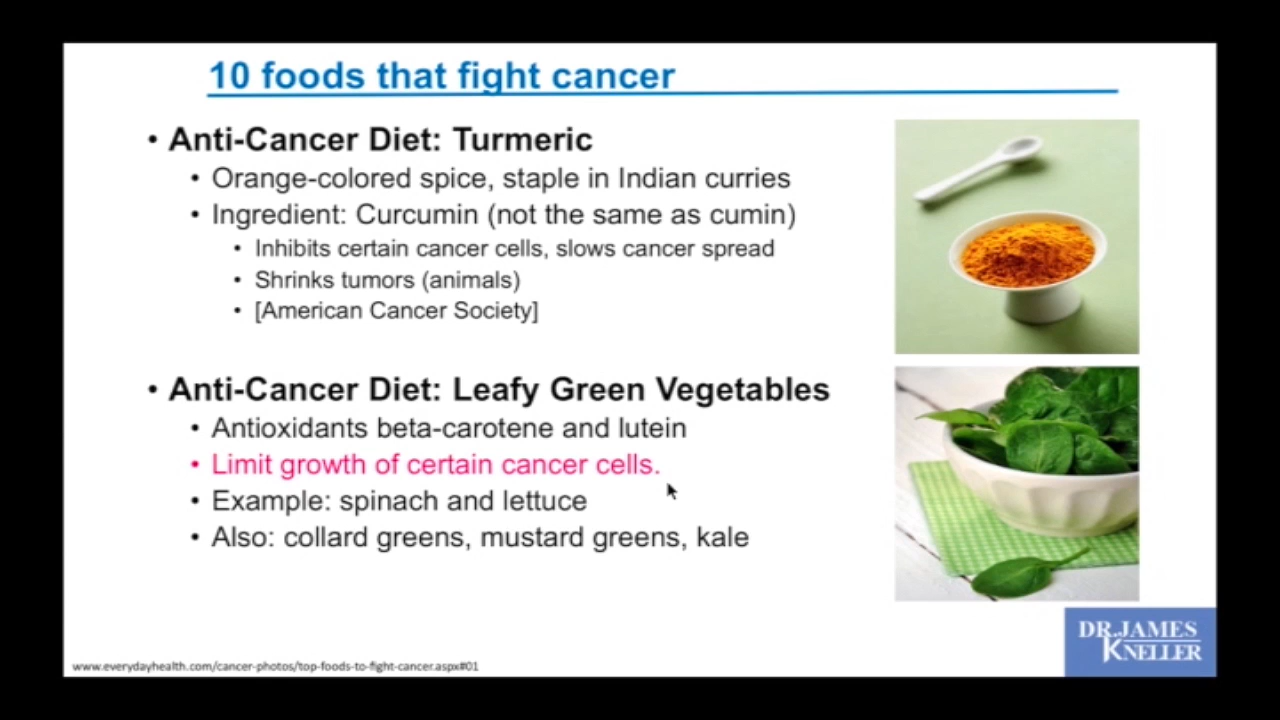 10 foods that fight cancer
• Anti-Cancer Diet: Turmeric
• Orange-colored spice, staple in Indian curries
• Ingredient: Curcumin (not the same as cumin)
• Inhibits certain cancer cells, slows cancer spread
• Shrinks tumors (animals)
• [American Cancer Society]
• Anti-Cancer Diet: Leafy Green Vegetables
• Antioxidants beta-carotene and lutein
• Limit growth of certain cancer cells.
• Example: spinach and lettuce
• Also: collard greens, mustard greens, kale
www.everydayhealth.com/cancer-photos/top-foods-to-fight-cancer.aspx#01
DR. JAMES
KNELLER